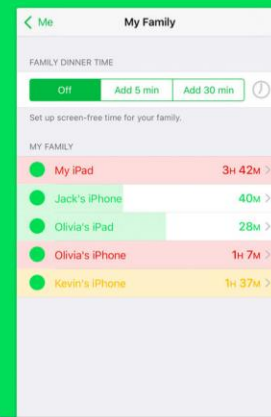 Me
My Family
FAMILY DINNER TIME
Off
Add 5 min
Add 30 min
Set up screen-free time for your family.
MY FAMILY
My iPad
3H 42M
Jack's iPhone
40M
Olivia's iPad
28M
Olivia's iPhone
1H 7M
Kevin's iPhone
1H 37M